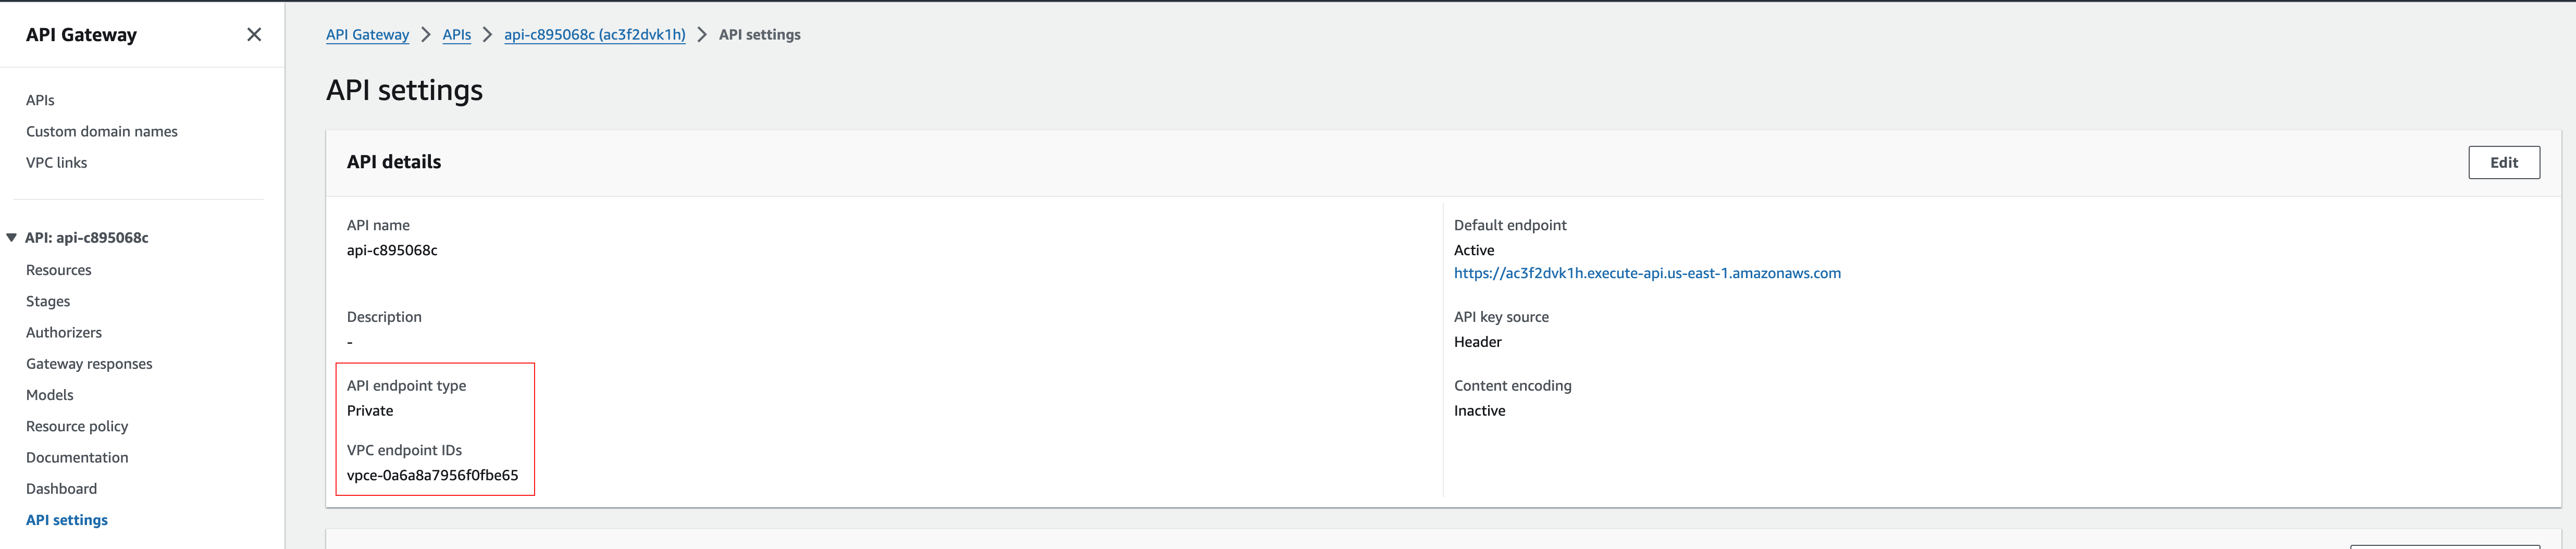 API Gateway
APIs
Custom domain names
VPC links
API: api-c895068c
Resources
Stages
Authorizers
Gateway responses
Models
Resource policy
Documentation
Dashboard
API settings
API Gateway > APIs > api-c895068c (ac3f2dvk1h) > API settings
API settings
API details
Edit
API name
api-c895068c
Description
-
API endpoint type
Private
VPC endpoint IDs
vpce-0a6a8a7956f0fbe65
Default endpoint
Active
https://ac3f2dvk1h.execute-api.us-east-1.amazonaws.com
API key source
Header
Content encoding
Inactive